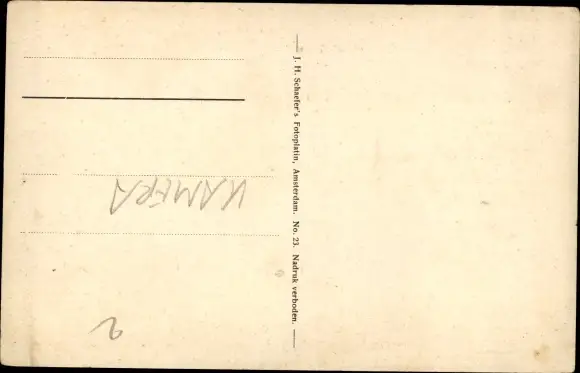 — J. H. Schaefer's Fotoplatin, Amsterdam. No. 23. Nadruk verboden. —
KAMERA
2